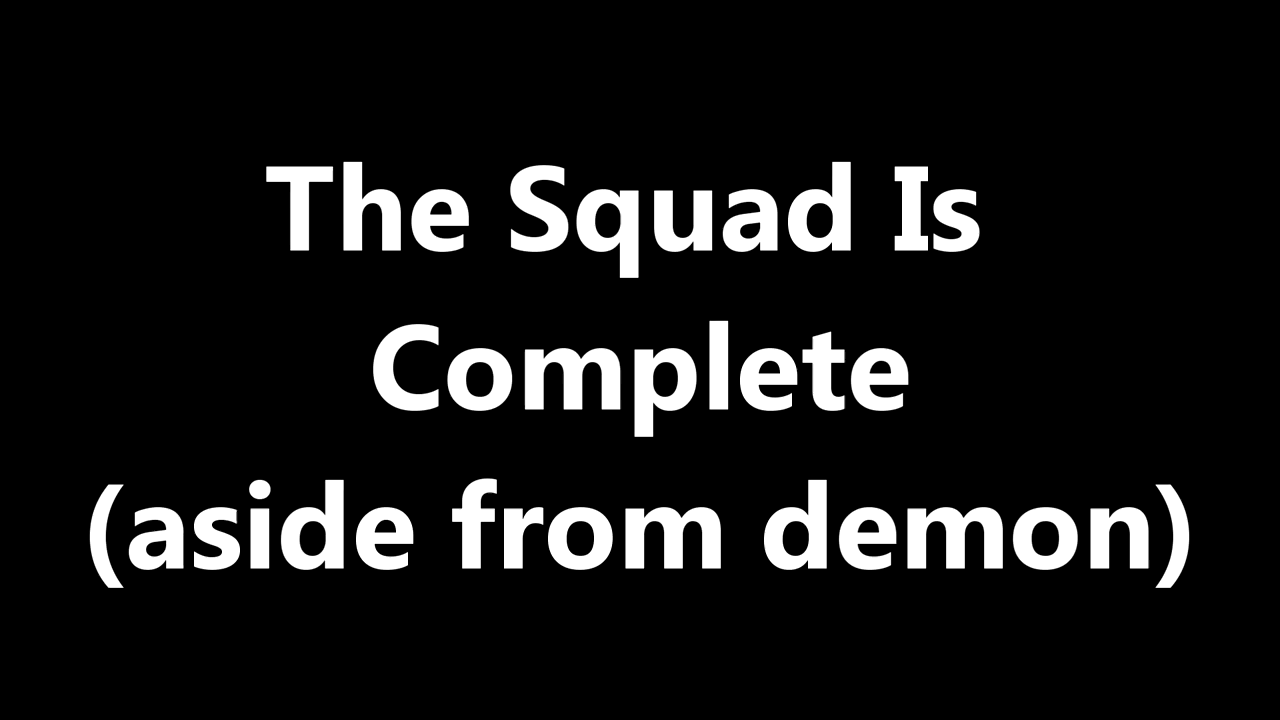 The Squad Is
Complete
(aside from demon)